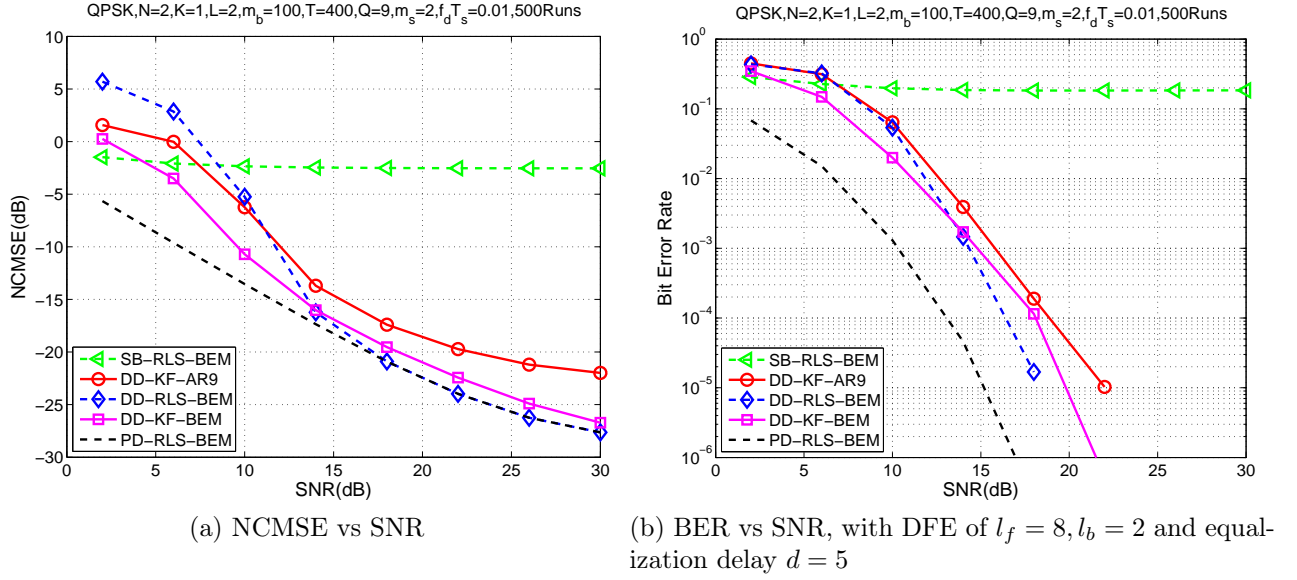 QPSK,N=2,K=1,L=2,m_b=100,T=400,Q=9,m_s=2,f_dT_s=0.01,500Runs
10
5
0
−5
−10
−15
−20
−25
−30
NCMSE(dB)
SB−RLS−BEM
DD−KF−AR9
DD−RLS−BEM
DD−KF−BEM
PD−RLS−BEM
0 5 10 15 20 25 30
SNR(dB)
(a) NCMSE vs SNR
QPSK,N=2,K=1,L=2,m_b=100,T=400,Q=9,m_s=2,f_dT_s=0.01,500Runs
10^0
10^−1
10^−2
10^−3
10^−4
10^−5
10^−6
Bit Error Rate
SB−RLS−BEM
DD−KF−AR9
DD−RLS−BEM
DD−KF−BEM
PD−RLS−BEM
0 5 10 15 20 25 30
SNR(dB)
(b) BER vs SNR, with DFE of l_f = 8, l_b = 2 and equal-
ization delay d = 5